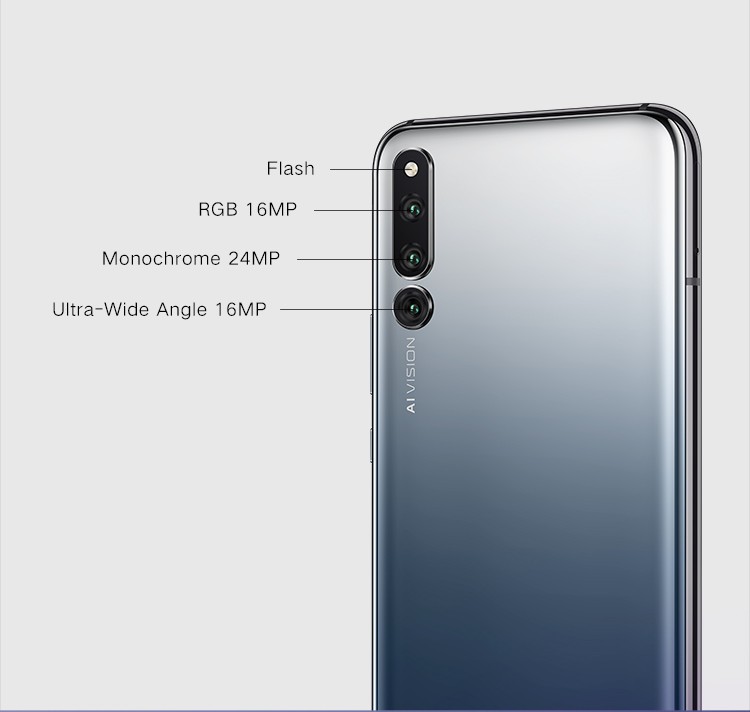 Flash
RGB 16MP
Monochrome 24MP
Ultra-Wide Angle 16MP
AI VISION